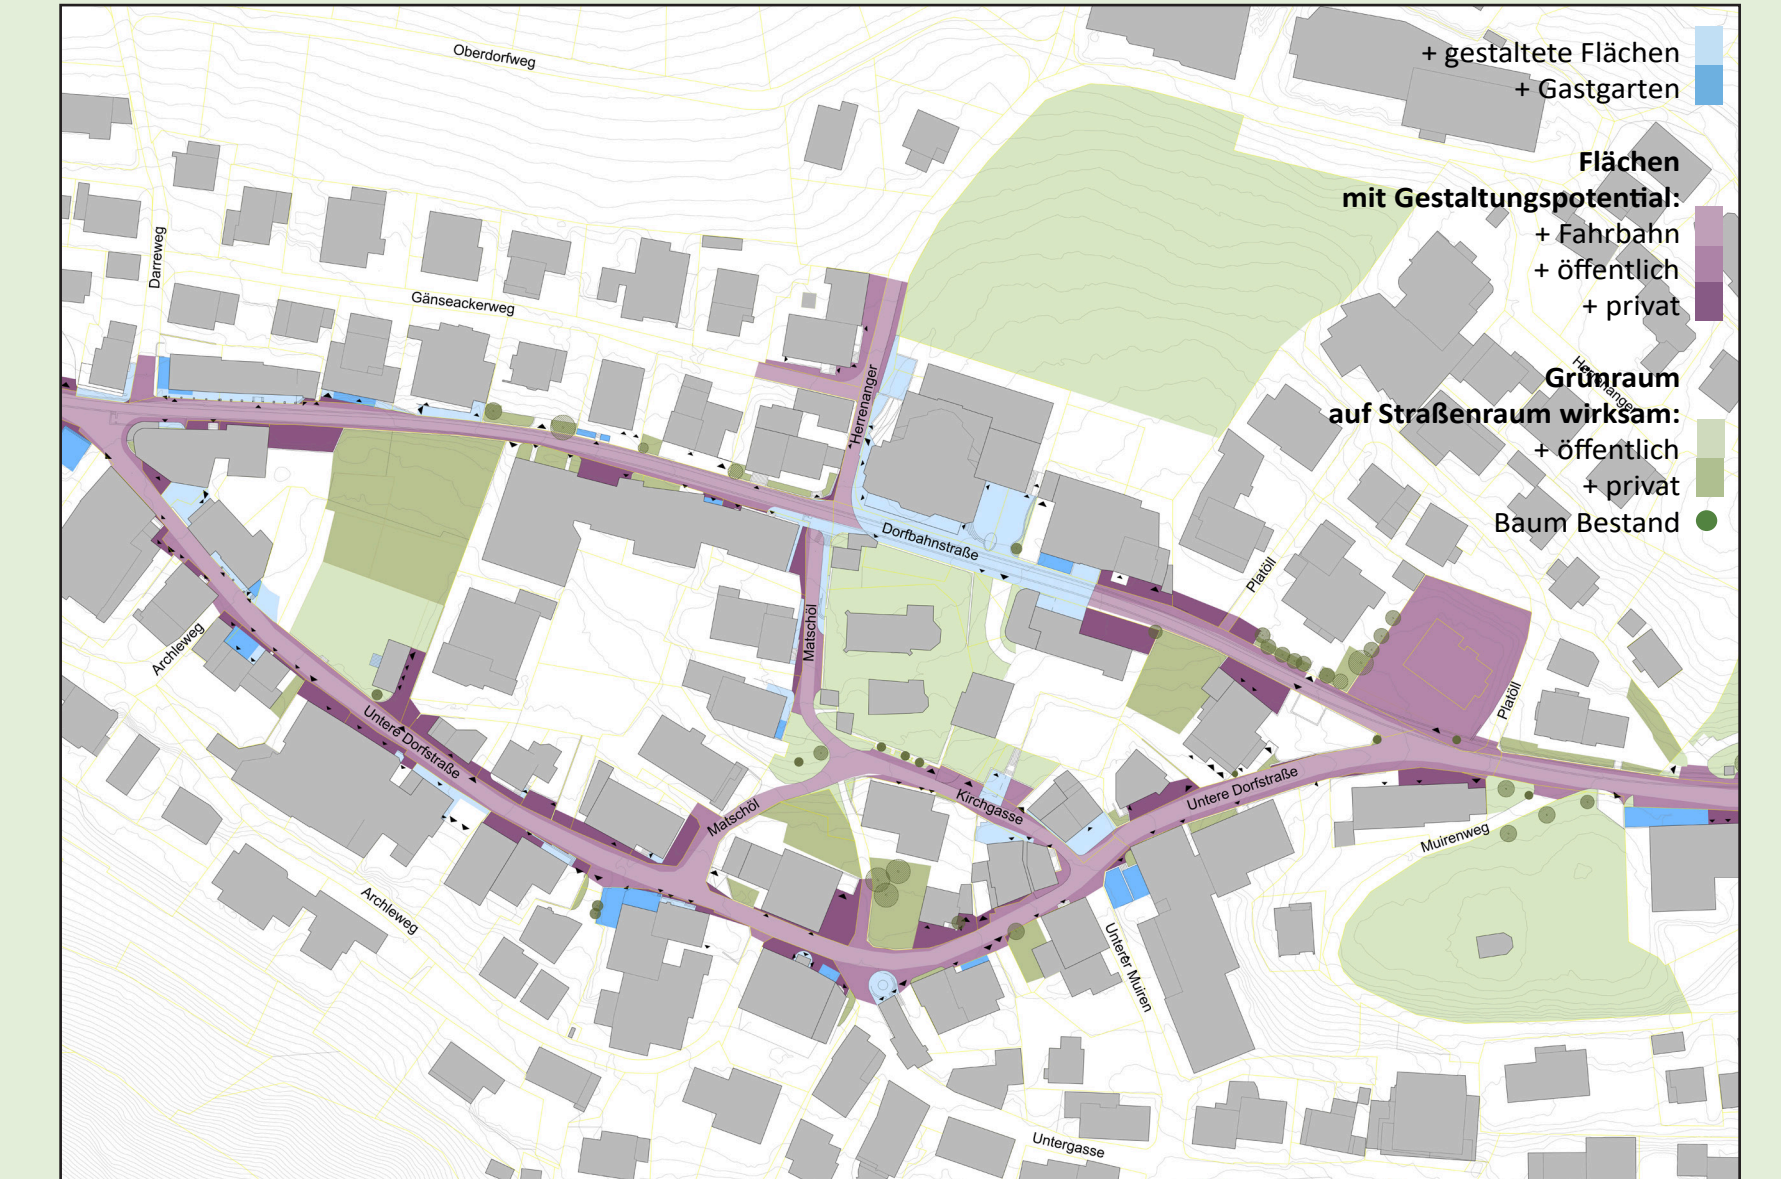 Oberdorfweg
+ gestaltete Flächen
+ Gastgarten
Flächen
mit Gestaltungspotential:
+ Fahrbahn
+ öffentlich
+ privat
Darreweg
Gänseackerweg
Herrenanger
Herrenanger
Grünraum
auf Straßenraum wirksam:
+ öffentlich
+ privat
Baum Bestand
Dorfbahnstraße
Platöll
Matschöl
Archleweg
Platöll
Untere Dorfstraße
Matschöl
Kirchgasse
Untere Dorfstraße
Muirenweg
Archleweg
Unterer Muiren
Untergasse